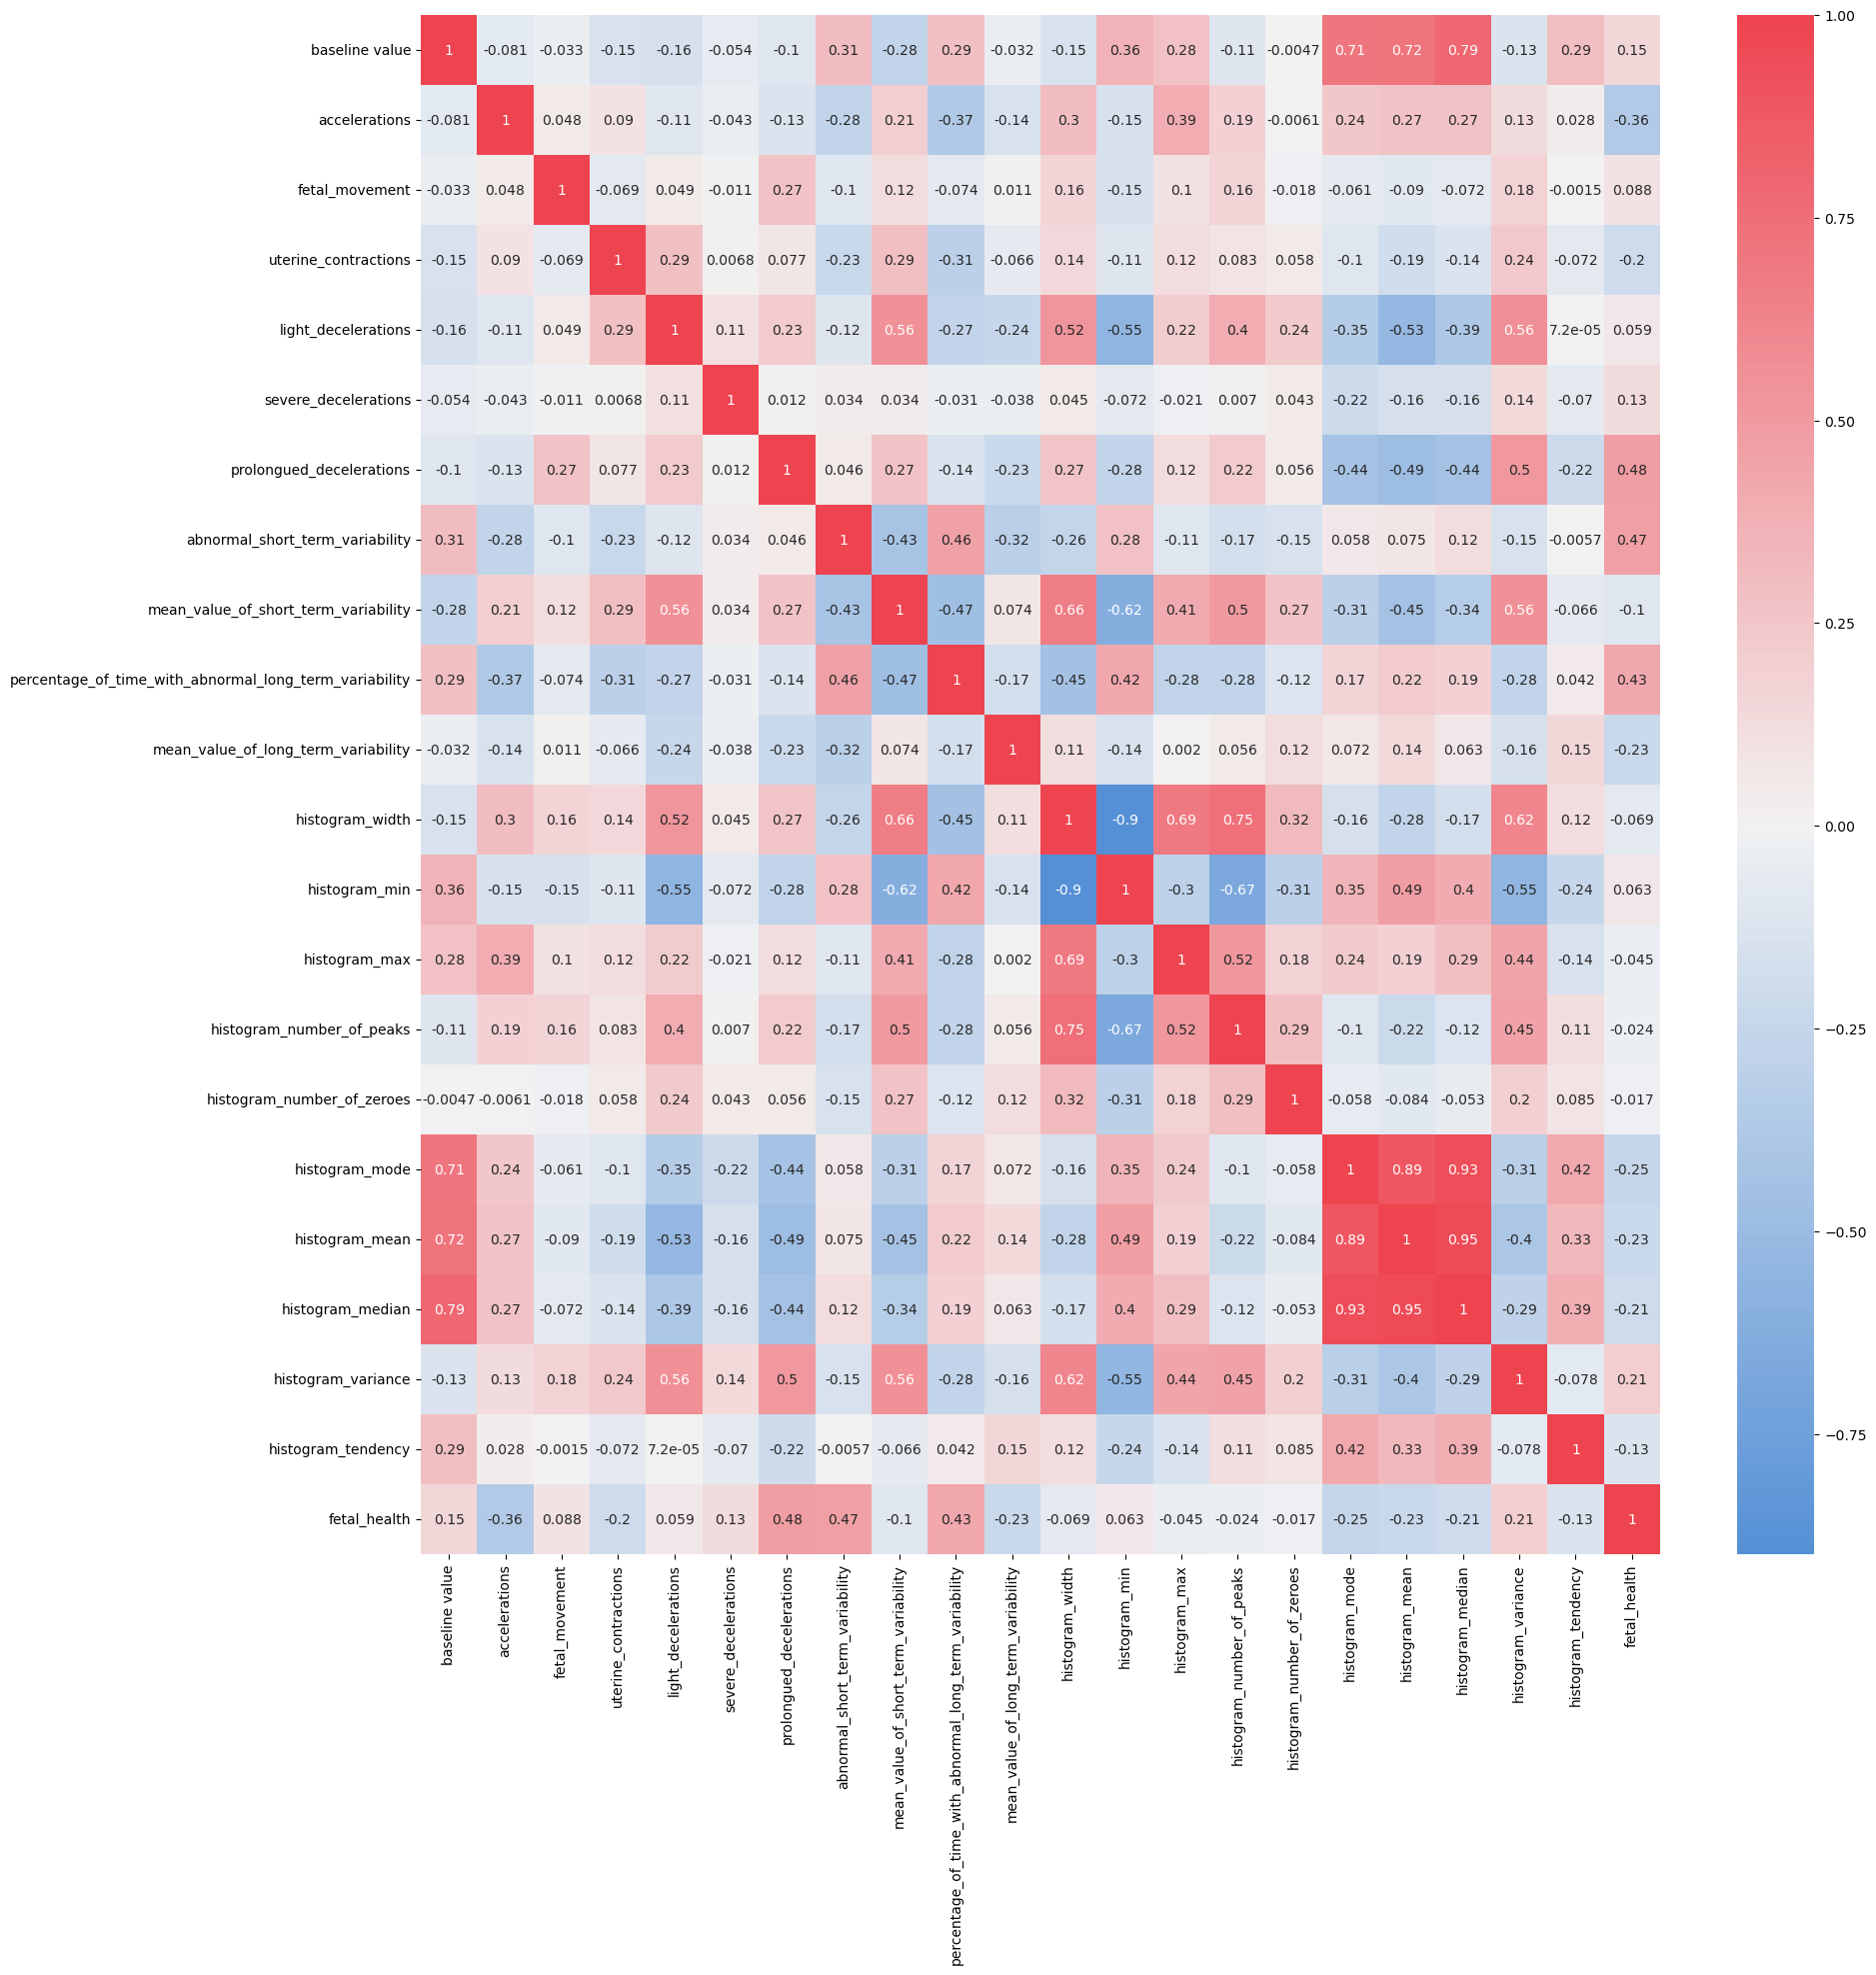 baseline value 1 -0.081 -0.033 -0.15 -0.16 -0.054 -0.1 0.31 -0.28 0.29 -0.032 -0.15 0.36 0.28 -0.11 -0.0047 0.71 0.72 0.79 -0.13 0.29 0.15
accelerations -0.081 1 0.048 0.09 -0.11 -0.043 -0.13 -0.28 0.21 -0.37 -0.14 0.3 -0.15 0.39 0.19 -0.0061 0.24 0.27 0.27 0.13 0.028 -0.36
fetal_movement -0.033 0.048 1 -0.069 0.049 -0.011 0.27 -0.1 0.12 -0.074 0.011 0.16 -0.15 0.1 0.16 -0.018 -0.061 -0.09 -0.072 0.18 -0.0015 0.088
uterine_contractions -0.15 0.09 -0.069 1 0.29 0.0068 0.077 -0.23 0.29 -0.31 -0.066 0.14 -0.11 0.12 0.083 0.058 -0.1 -0.19 -0.14 0.24 -0.072 -0.2
light_decelerations -0.16 -0.11 0.049 0.29 1 0.11 0.23 -0.12 0.56 -0.27 -0.24 0.52 -0.55 0.22 0.4 0.24 -0.35 -0.53 -0.39 0.56 7.2e-05 0.059
severe_decelerations -0.054 -0.043 -0.011 0.0068 0.11 1 0.012 0.034 0.034 -0.031 -0.038 0.045 -0.072 -0.021 0.007 0.043 -0.22 -0.16 -0.16 0.14 -0.07 0.13
prolongued_decelerations -0.1 -0.13 0.27 0.077 0.23 0.012 1 0.046 0.27 -0.14 -0.23 0.27 -0.28 0.12 0.22 0.056 -0.44 -0.49 -0.44 0.5 -0.22 0.48
abnormal_short_term_variability 0.31 -0.28 -0.1 -0.23 -0.12 0.034 0.046 1 -0.43 0.46 -0.32 -0.26 0.28 -0.11 -0.17 -0.15 0.058 0.075 0.12 -0.15 -0.0057 0.47
mean_value_of_short_term_variability -0.28 0.21 0.12 0.29 0.56 0.034 0.27 -0.43 1 -0.47 0.074 0.66 -0.62 0.41 0.5 0.27 -0.31 -0.45 -0.34 0.56 -0.066 -0.1
percentage_of_time_with_abnormal_long_term_variability 0.29 -0.37 -0.074 -0.31 -0.27 -0.031 -0.14 0.46 -0.47 1 -0.17 -0.45 0.42 -0.28 -0.28 -0.12 0.17 0.22 0.19 -0.28 0.042 0.43
mean_value_of_long_term_variability -0.032 -0.14 0.011 -0.066 -0.24 -0.038 -0.23 -0.32 0.074 -0.17 1 0.11 -0.14 0.002 0.056 0.12 0.072 0.14 0.063 -0.16 0.15 -0.23
histogram_width -0.15 0.3 0.16 0.14 0.52 0.045 0.27 -0.26 0.66 -0.45 0.11 1 -0.9 0.69 0.75 0.32 -0.16 -0.28 -0.17 0.62 0.12 -0.069
histogram_min 0.36 -0.15 -0.15 -0.11 -0.55 -0.072 -0.28 0.28 -0.62 0.42 -0.14 -0.9 1 -0.3 -0.67 -0.31 0.35 0.49 0.4 -0.55 -0.24 0.063
histogram_max 0.28 0.39 0.1 0.12 0.22 -0.021 0.12 -0.11 0.41 -0.28 0.002 0.69 -0.3 1 0.52 0.18 0.24 0.19 0.29 0.44 -0.14 -0.045
histogram_number_of_peaks -0.11 0.19 0.16 0.083 0.4 0.007 0.22 -0.17 0.5 -0.28 0.056 0.75 -0.67 0.52 1 0.29 -0.1 -0.22 -0.12 0.45 0.11 -0.024
histogram_number_of_zeroes -0.0047 -0.0061 -0.018 0.058 0.24 0.043 0.056 -0.15 0.27 -0.12 0.12 0.32 -0.31 0.18 0.29 1 -0.058 -0.084 -0.053 0.2 0.085 -0.017
histogram_mode 0.71 0.24 -0.061 -0.1 -0.35 -0.22 -0.44 0.058 -0.31 0.17 0.072 -0.16 0.35 0.24 -0.1 -0.058 1 0.89 0.93 -0.31 0.42 -0.25
histogram_mean 0.72 0.27 -0.09 -0.19 -0.53 -0.16 -0.49 0.075 -0.45 0.22 0.14 -0.28 0.49 0.19 -0.22 -0.084 0.89 1 0.95 -0.4 0.33 -0.23
histogram_median 0.79 0.27 -0.072 -0.14 -0.39 -0.16 -0.44 0.12 -0.34 0.19 0.063 -0.17 0.4 0.29 -0.12 -0.053 0.93 0.95 1 -0.29 0.39 -0.21
histogram_variance -0.13 0.13 0.18 0.24 0.56 0.14 0.5 -0.15 0.56 -0.28 -0.16 0.62 -0.55 0.44 0.45 0.2 -0.31 -0.4 -0.29 1 -0.078 0.21
histogram_tendency 0.29 0.028 -0.0015 -0.072 7.2e-05 -0.07 -0.22 -0.0057 -0.066 0.042 0.15 0.12 -0.24 -0.14 0.11 0.085 0.42 0.33 0.39 -0.078 1 -0.13
fetal_health 0.15 -0.36 0.088 -0.2 0.059 0.13 0.48 0.47 -0.1 0.43 -0.23 -0.069 0.063 -0.045 -0.024 -0.017 -0.25 -0.23 -0.21 0.21 -0.13 1
baseline value
accelerations
fetal_movement
uterine_contractions
light_decelerations
severe_decelerations
prolongued_decelerations
abnormal_short_term_variability
mean_value_of_short_term_variability
percentage_of_time_with_abnormal_long_term_variability
mean_value_of_long_term_variability
histogram_width
histogram_min
histogram_max
histogram_number_of_peaks
histogram_number_of_zeroes
histogram_mode
histogram_mean
histogram_median
histogram_variance
histogram_tendency
fetal_health
1.00
0.75
0.50
0.25
0.00
−0.25
−0.50
−0.75